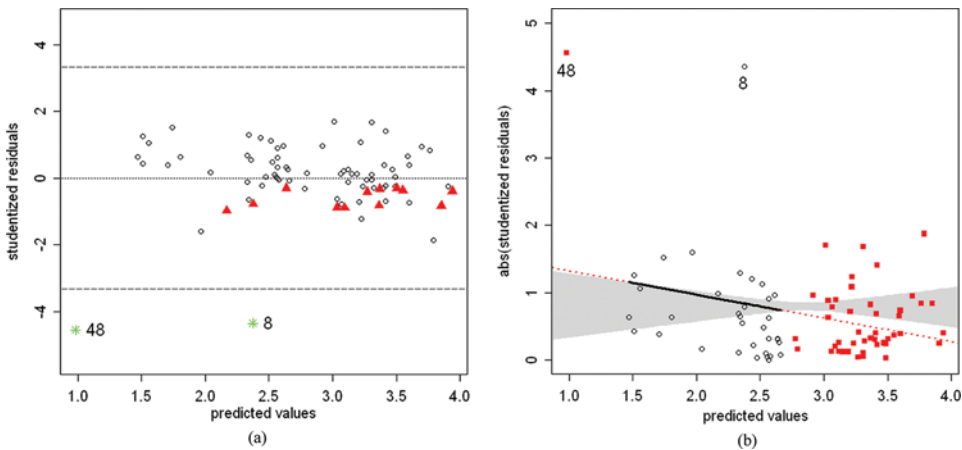 4
2
0
-2
-4
studentized residuals
48
8
1.0 1.5 2.0 2.5 3.0 3.5 4.0
predicted values
(a)
5
4
3
2
1
0
abs(studentized residuals)
48
8
1.0 1.5 2.0 2.5 3.0 3.5 4.0
predicted values
(b)